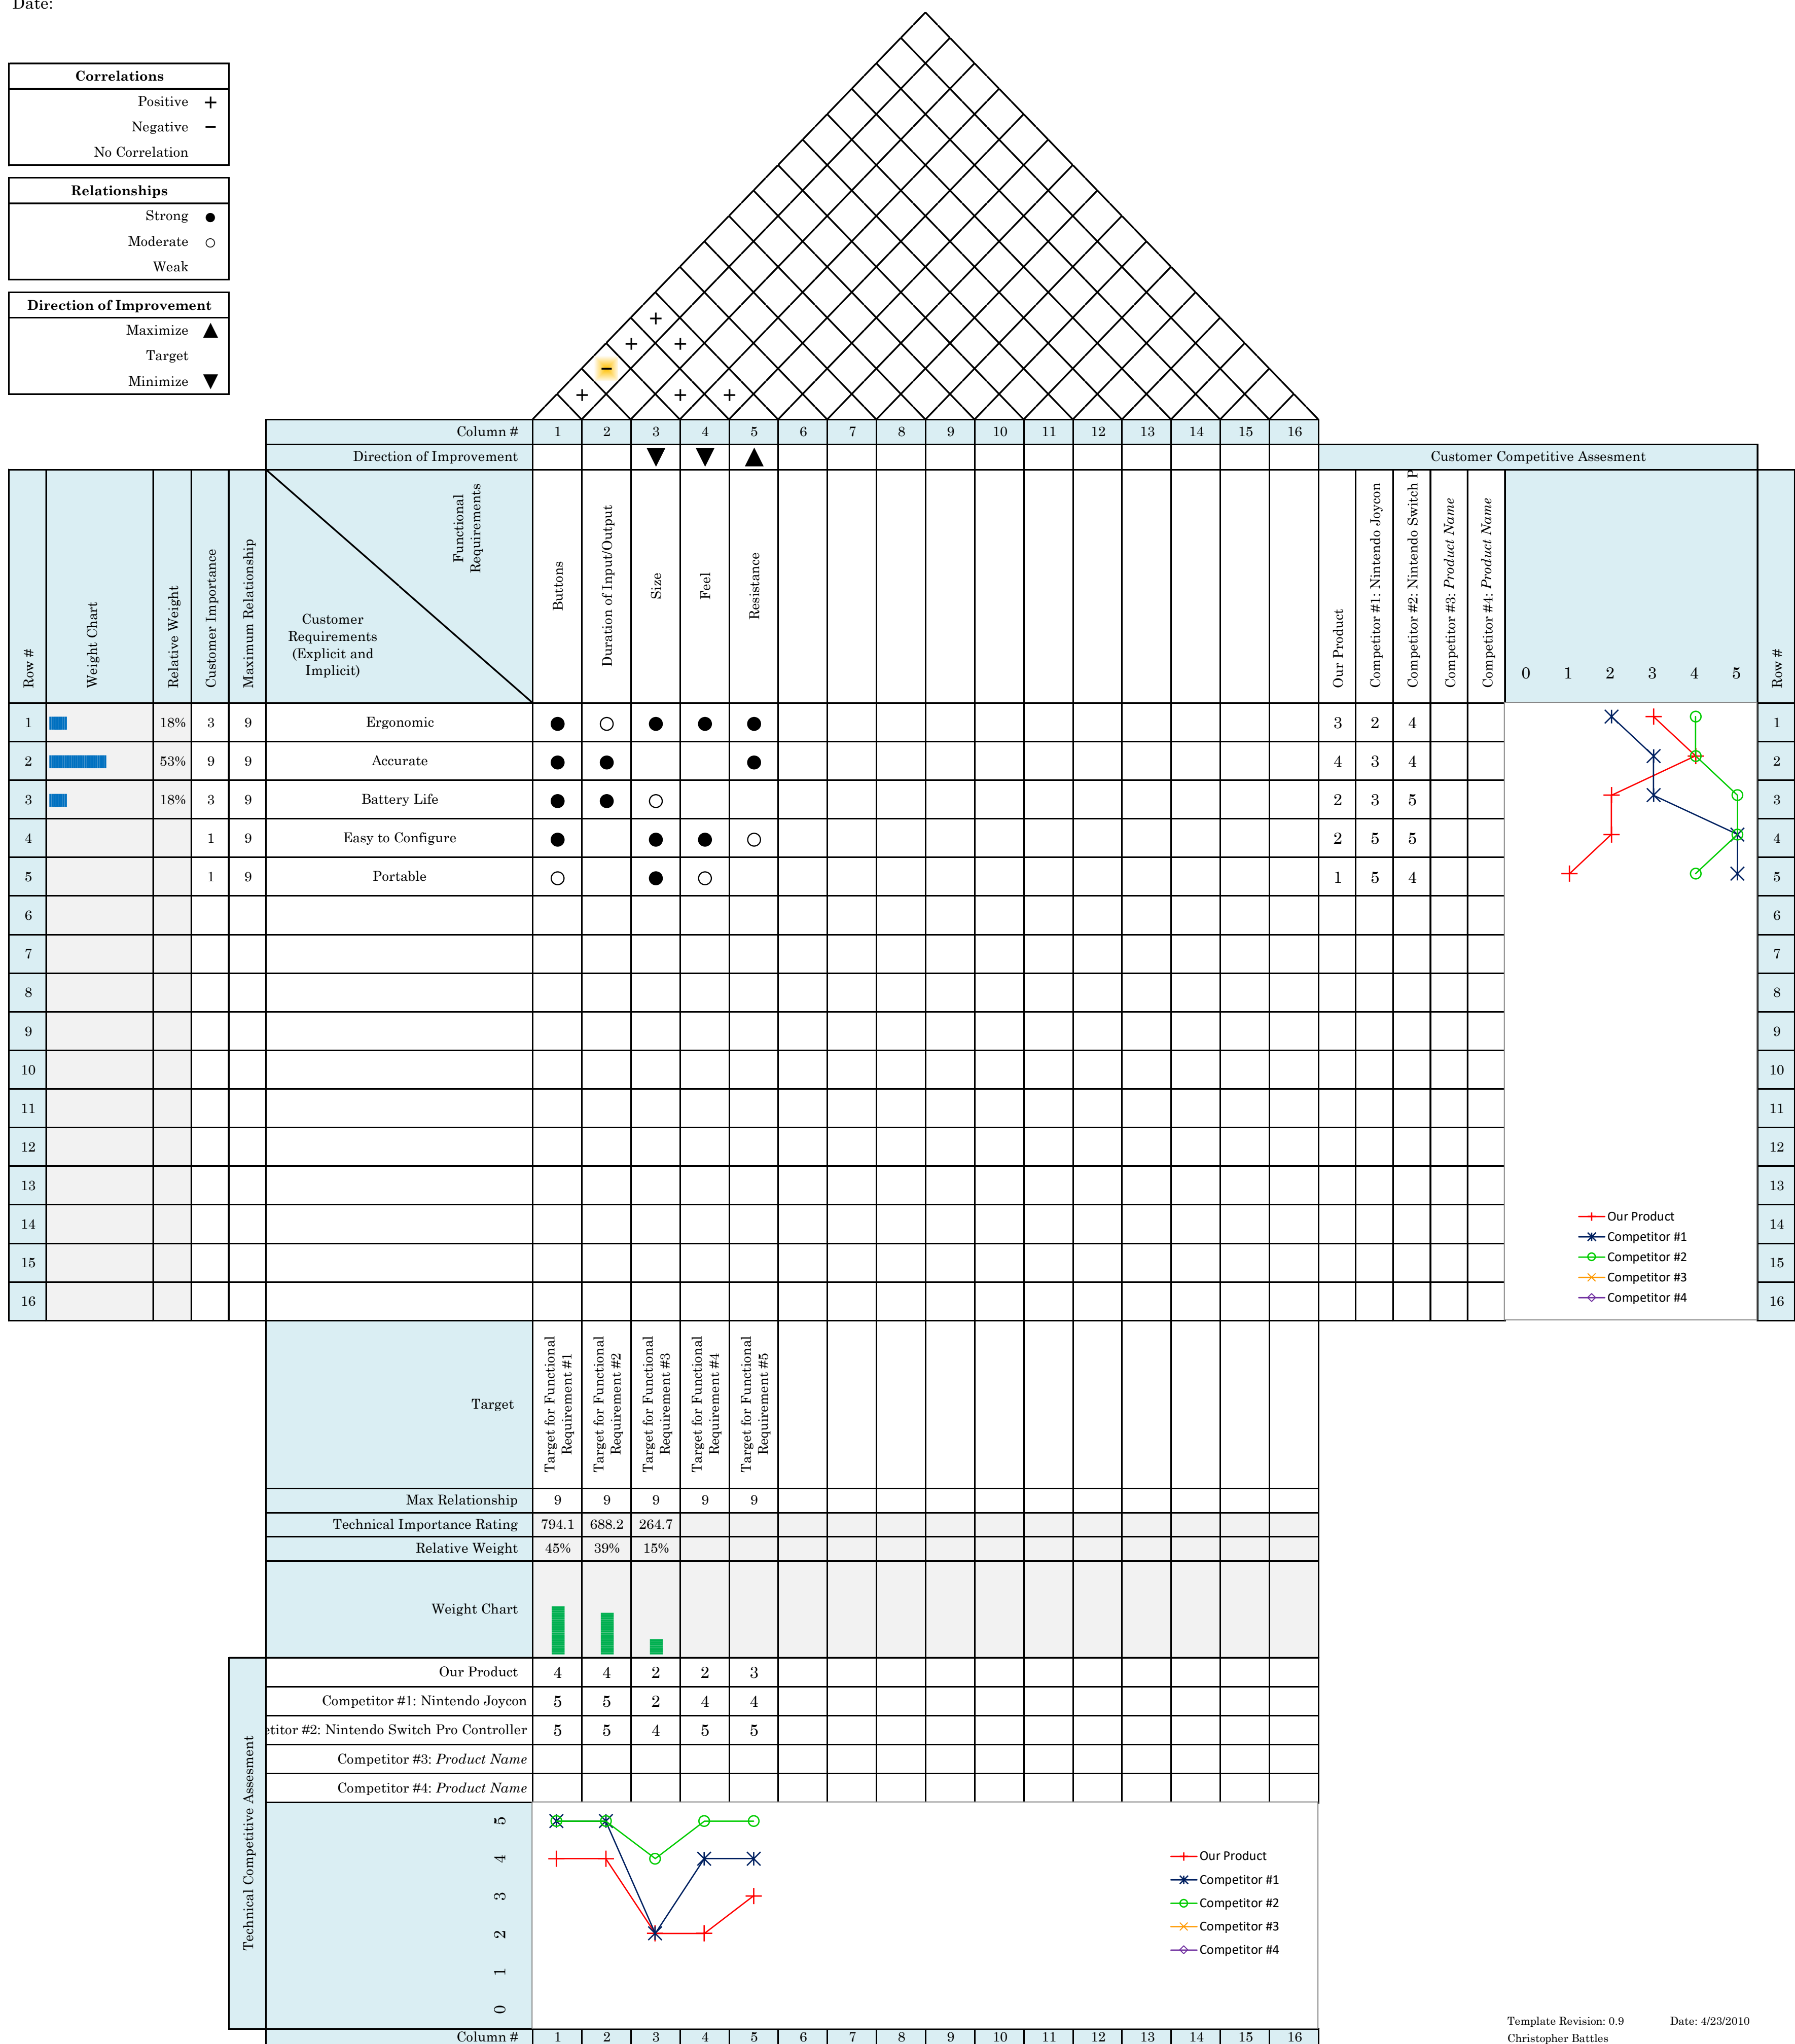 Date:
Correlations
Positive +
Negative −
No Correlation
Relationships
Strong ●
Moderate ○
Weak
Direction of Improvement
Maximize ▲
Target
Minimize ▼
+
+ +
−
+ + +
Column # 1 2 3 4 5 6 7 8 9 10 11 12 13 14 15 16
Direction of Improvement ▼ ▼ ▲
Customer Competitive Assesment
Row #
Weight Chart
Relative Weight
Customer Importance
Maximum Relationship
Functional
Requirements
Customer
Requirements
(Explicit and
Implicit)
Buttons
Duration of Input/Output
Size
Feel
Resistance
Our Product
Competitor #1: Nintendo Joycon
Competitor #2: Nintendo Switch P
Competitor #3: Product Name
Competitor #4: Product Name
0 1 2 3 4 5
Row #
1 18% 3 9 Ergonomic ● ○ ● ● ● 3 2 4 1
2 53% 9 9 Accurate ● ● ● 4 3 4 2
3 18% 3 9 Battery Life ● ● ○ 2 3 5 3
4 1 9 Easy to Configure ● ● ● ○ 2 5 5 4
5 1 9 Portable ○ ● ○ 1 5 4 5
6 6
7 7
8 8
9 9
10 10
11 11
12 12
13 13
14 14
15 15
16 16
Our Product
Competitor #1
Competitor #2
Competitor #3
Competitor #4
Target
Target for Functional
Requirement #1
Target for Functional
Requirement #2
Target for Functional
Requirement #3
Target for Functional
Requirement #4
Target for Functional
Requirement #5
Max Relationship 9 9 9 9 9
Technical Importance Rating 794.1 688.2 264.7
Relative Weight 45% 39% 15%
Weight Chart
Technical Competitive Assesment
Our Product 4 4 2 2 3
Competitor #1: Nintendo Joycon 5 5 2 4 4
etitor #2: Nintendo Switch Pro Controller 5 5 4 5 5
Competitor #3: Product Name
Competitor #4: Product Name
5
4
3
2
1
0
Our Product
Competitor #1
Competitor #2
Competitor #3
Competitor #4
Column # 1 2 3 4 5 6 7 8 9 10 11 12 13 14 15 16
Template Revision: 0.9 Date: 4/23/2010
Christopher Battles